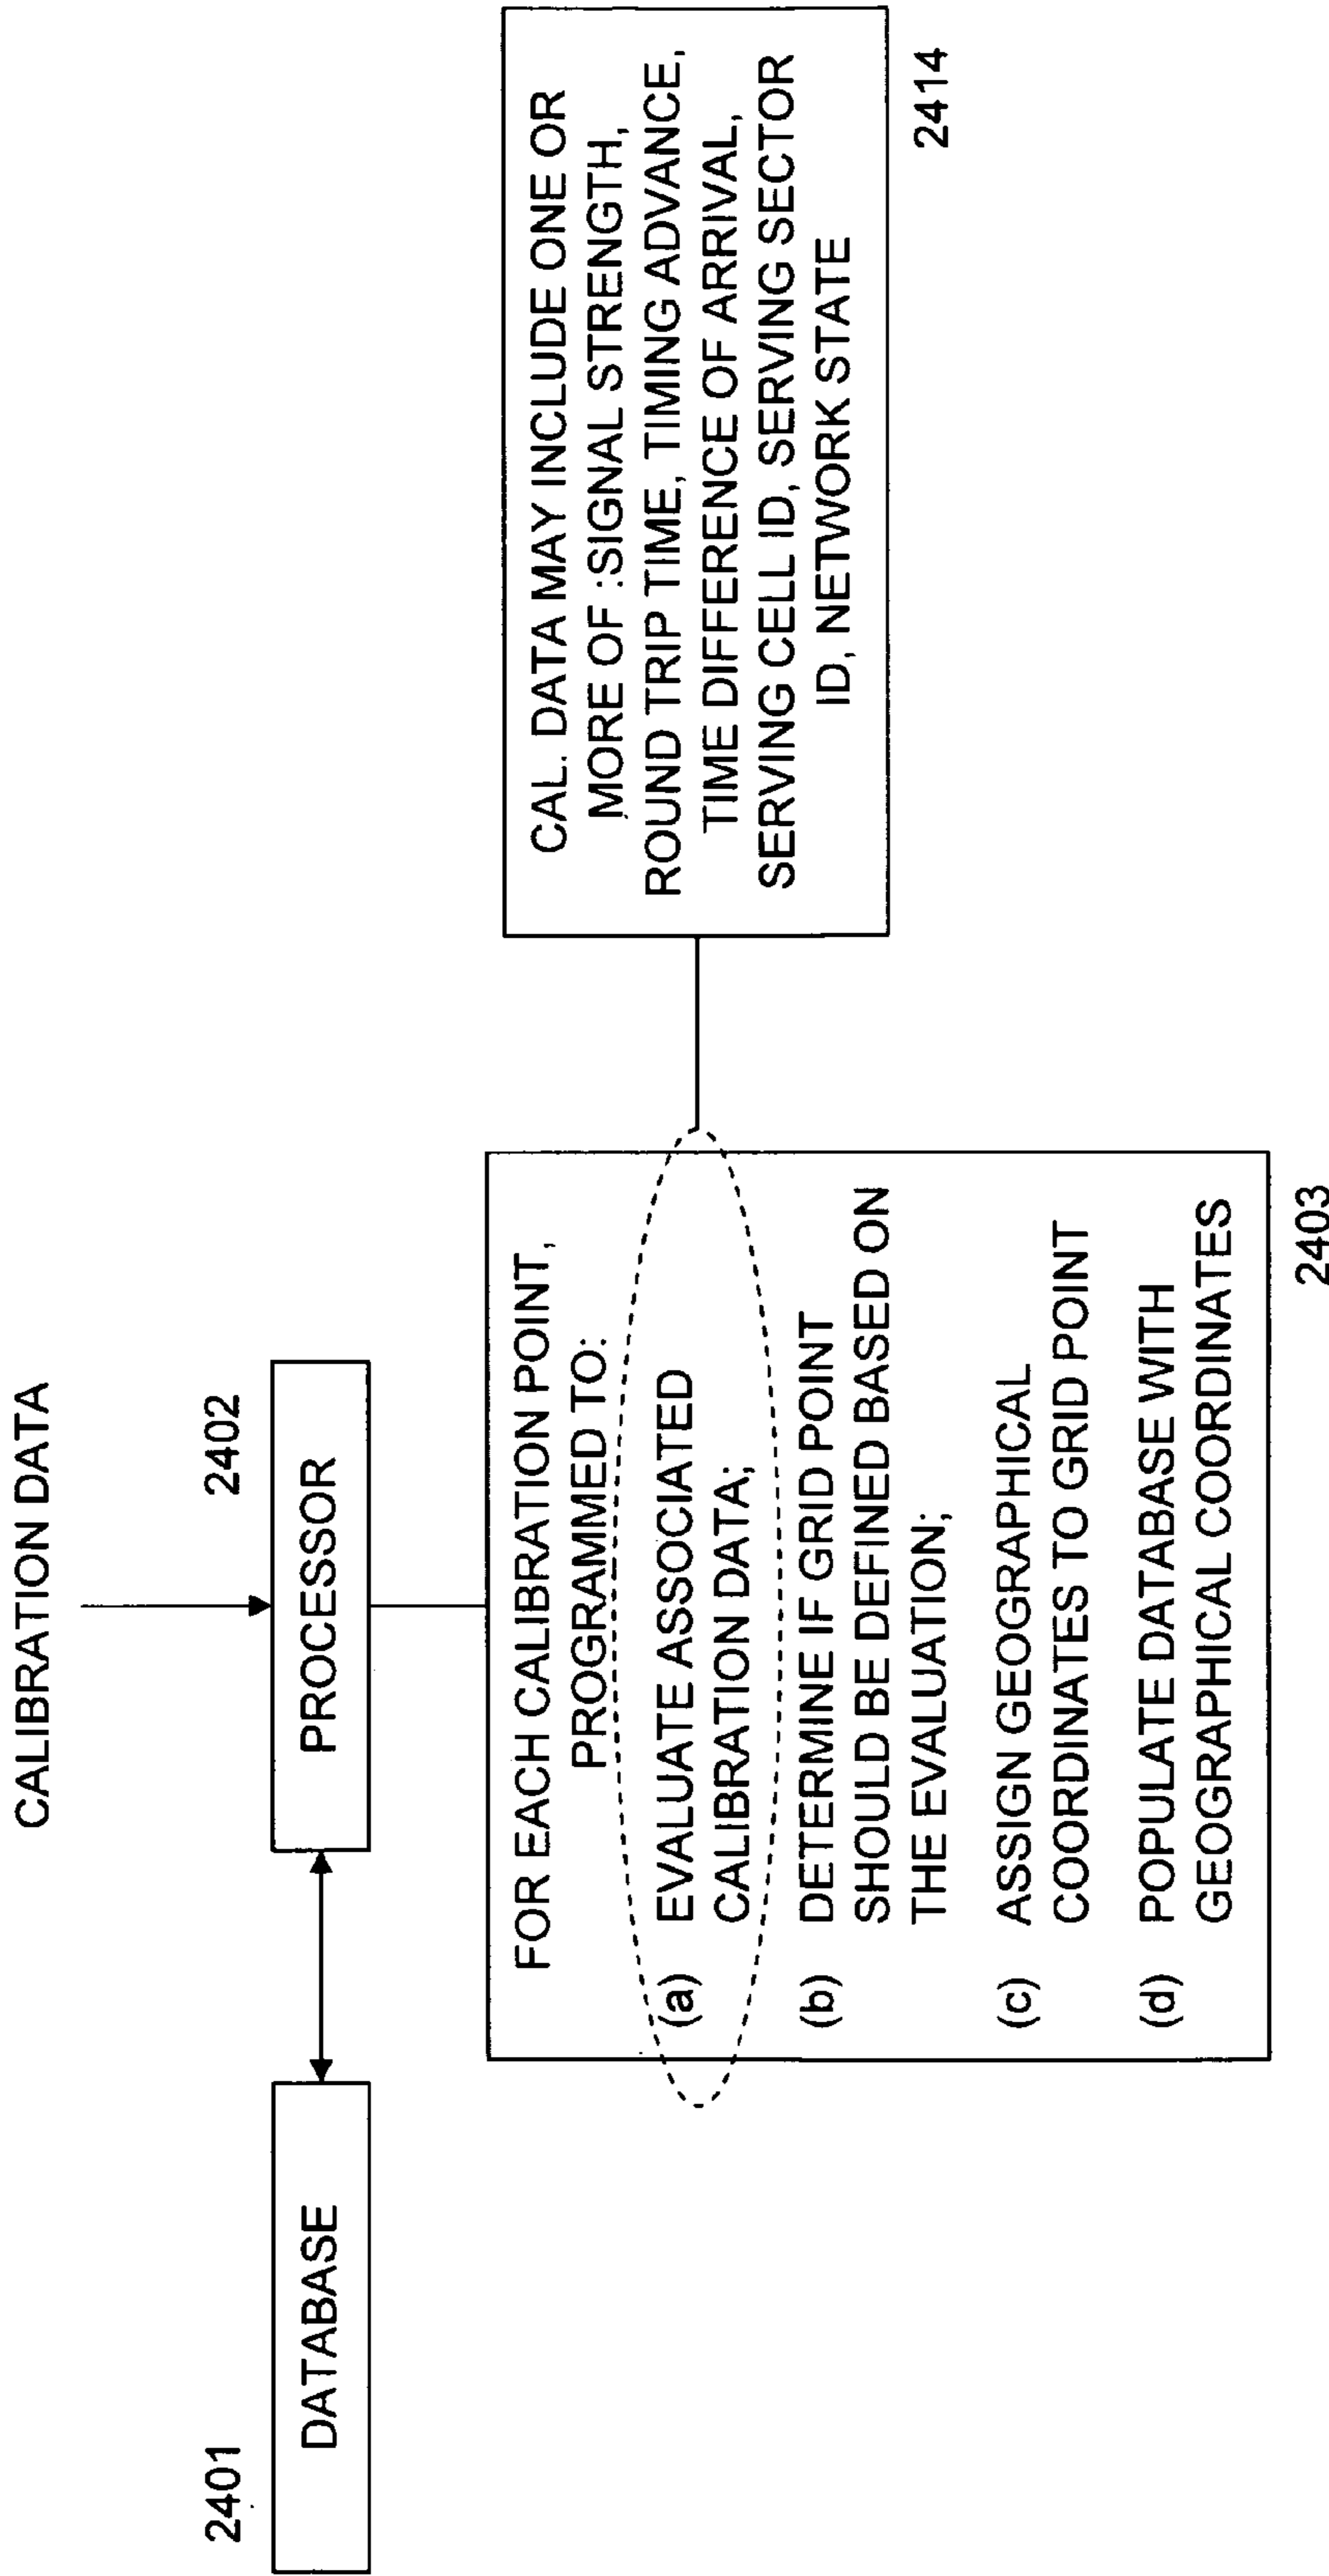 CALIBRATION DATA
2401
DATABASE
2402
PROCESSOR
FOR EACH CALIBRATION POINT,
PROGRAMMED TO:
(a) EVALUATE ASSOCIATED
CALIBRATION DATA;
(b) DETERMINE IF GRID POINT
SHOULD BE DEFINED BASED ON
THE EVALUATION;
(c) ASSIGN GEOGRAPHICAL
COORDINATES TO GRID POINT
(d) POPULATE DATABASE WITH
GEOGRAPHICAL COORDINATES
2403
CAL. DATA MAY INCLUDE ONE OR
MORE OF :SIGNAL STRENGTH,
ROUND TRIP TIME, TIMING ADVANCE,
TIME DIFFERENCE OF ARRIVAL,
SERVING CELL ID, SERVING SECTOR
ID, NETWORK STATE
2414